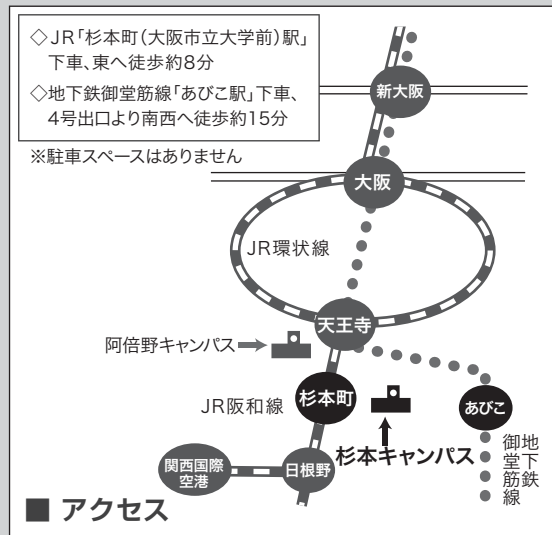 ◇JR「杉本町(大阪市立大学前)駅」
下車、東へ徒歩約8分
◇地下鉄御堂筋線「あびこ駅」下車、
4号出口より南西へ徒歩約15分
※駐車スペースはありません
新大阪
大阪
JR環状線
天王寺
阿倍野キャンパス
杉本町
JR阪和線
あびこ
杉本キャンパス
地下鉄
御堂筋線
関西国際
空港
日根野
■ アクセス